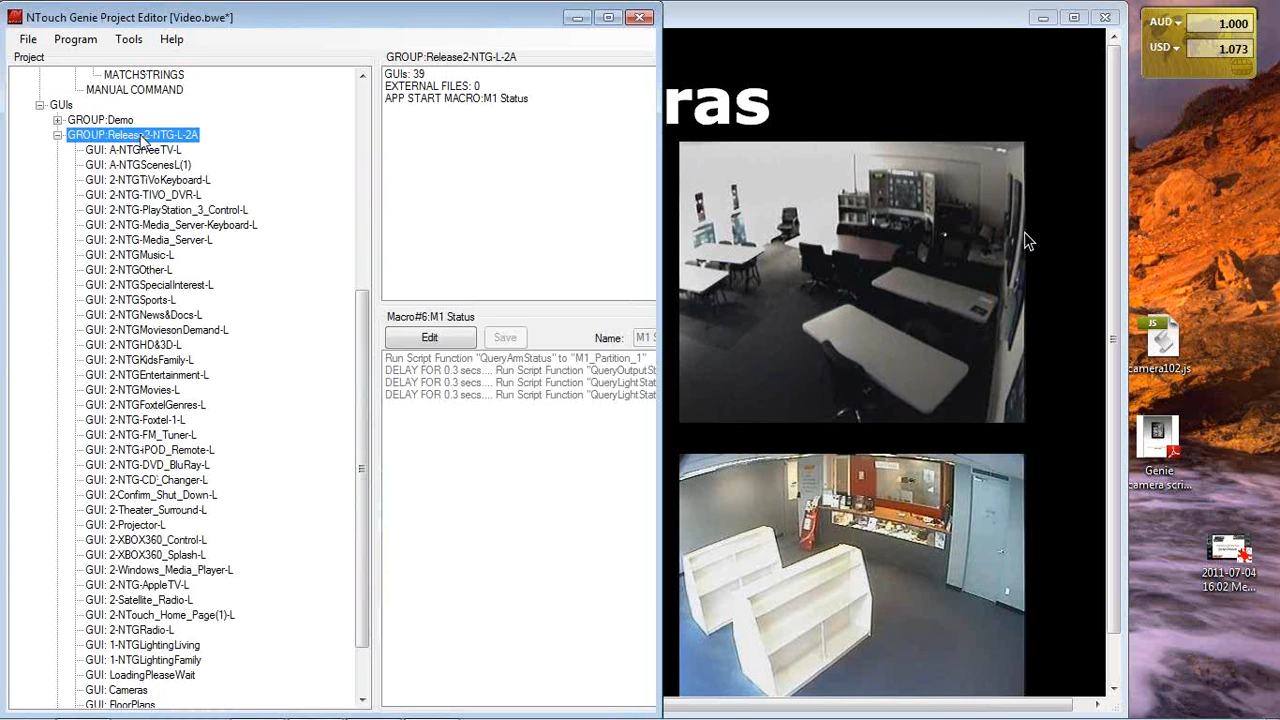 NTouch Genie Project Editor [Video.bwe*]
File Program Tools Help
Project
MATCHSTRINGS
MANUAL COMMAND
GUIs
GROUP:Demo
GROUP:Release2-NTG-L-2A
GUI: A-NTGFreeTV-L
GUI: A-NTGScenesL(1)
GUI: 2-NTGTiVoKeyboard-L
GUI: 2-NTG-TIVO_DVR-L
GUI: 2-NTG-PlayStation_3_Control-L
GUI: 2-NTG-Media_Server-Keyboard-L
GUI: 2-NTG-Media_Server-L
GUI: 2-NTGMusic-L
GUI: 2-NTGOther-L
GUI: 2-NTGSpecialInterest-L
GUI: 2-NTGSports-L
GUI: 2-NTGNews&Docs-L
GUI: 2-NTGMoviesonDemand-L
GUI: 2-NTGHD&3D-L
GUI: 2-NTGKidsFamily-L
GUI: 2-NTGEntertainment-L
GUI: 2-NTGMovies-L
GUI: 2-NTGFoxtelGenres-L
GUI: 2-NTG-Foxtel-1-L
GUI: 2-NTG-FM_Tuner-L
GUI: 2-NTG-iPOD_Remote-L
GUI: 2-NTG-DVD_BluRay-L
GUI: 2-NTG-CD_Changer-L
GUI: 2-Confirm_Shut_Down-L
GUI: 2-Theater_Surround-L
GUI: 2-Projector-L
GUI: 2-XBOX360_Control-L
GUI: 2-XBOX360_Splash-L
GUI: 2-Windows_Media_Player-L
GUI: 2-NTG-AppleTV-L
GUI: 2-Satellite_Radio-L
GUI: 2-NTouch_Home_Page(1)-L
GUI: 2-NTGRadio-L
GUI: 1-NTGLightingLiving
GUI: 1-NTGLightingFamily
GUI: LoadingPleaseWait
GUI: Cameras
GUI: FloorPlans
GROUP:Release2-NTG-L-2A
GUIs: 39
EXTERNAL FILES: 0
APP START MACRO:M1 Status
Macro#6:M1 Status
Edit Save Name: M1 S
Run Script Function "QueryArmStatus" to "M1_Partition_1"
DELAY FOR 0.3 secs.... Run Script Function "QueryOutputSt
DELAY FOR 0.3 secs.... Run Script Function "QueryLightStat
DELAY FOR 0.3 secs.... Run Script Function "QueryLightStat
ras
AUD 1.000
USD 1.073
JS
camera102.js
Genie
camera scri...
2011-07-04
16:02 Me...